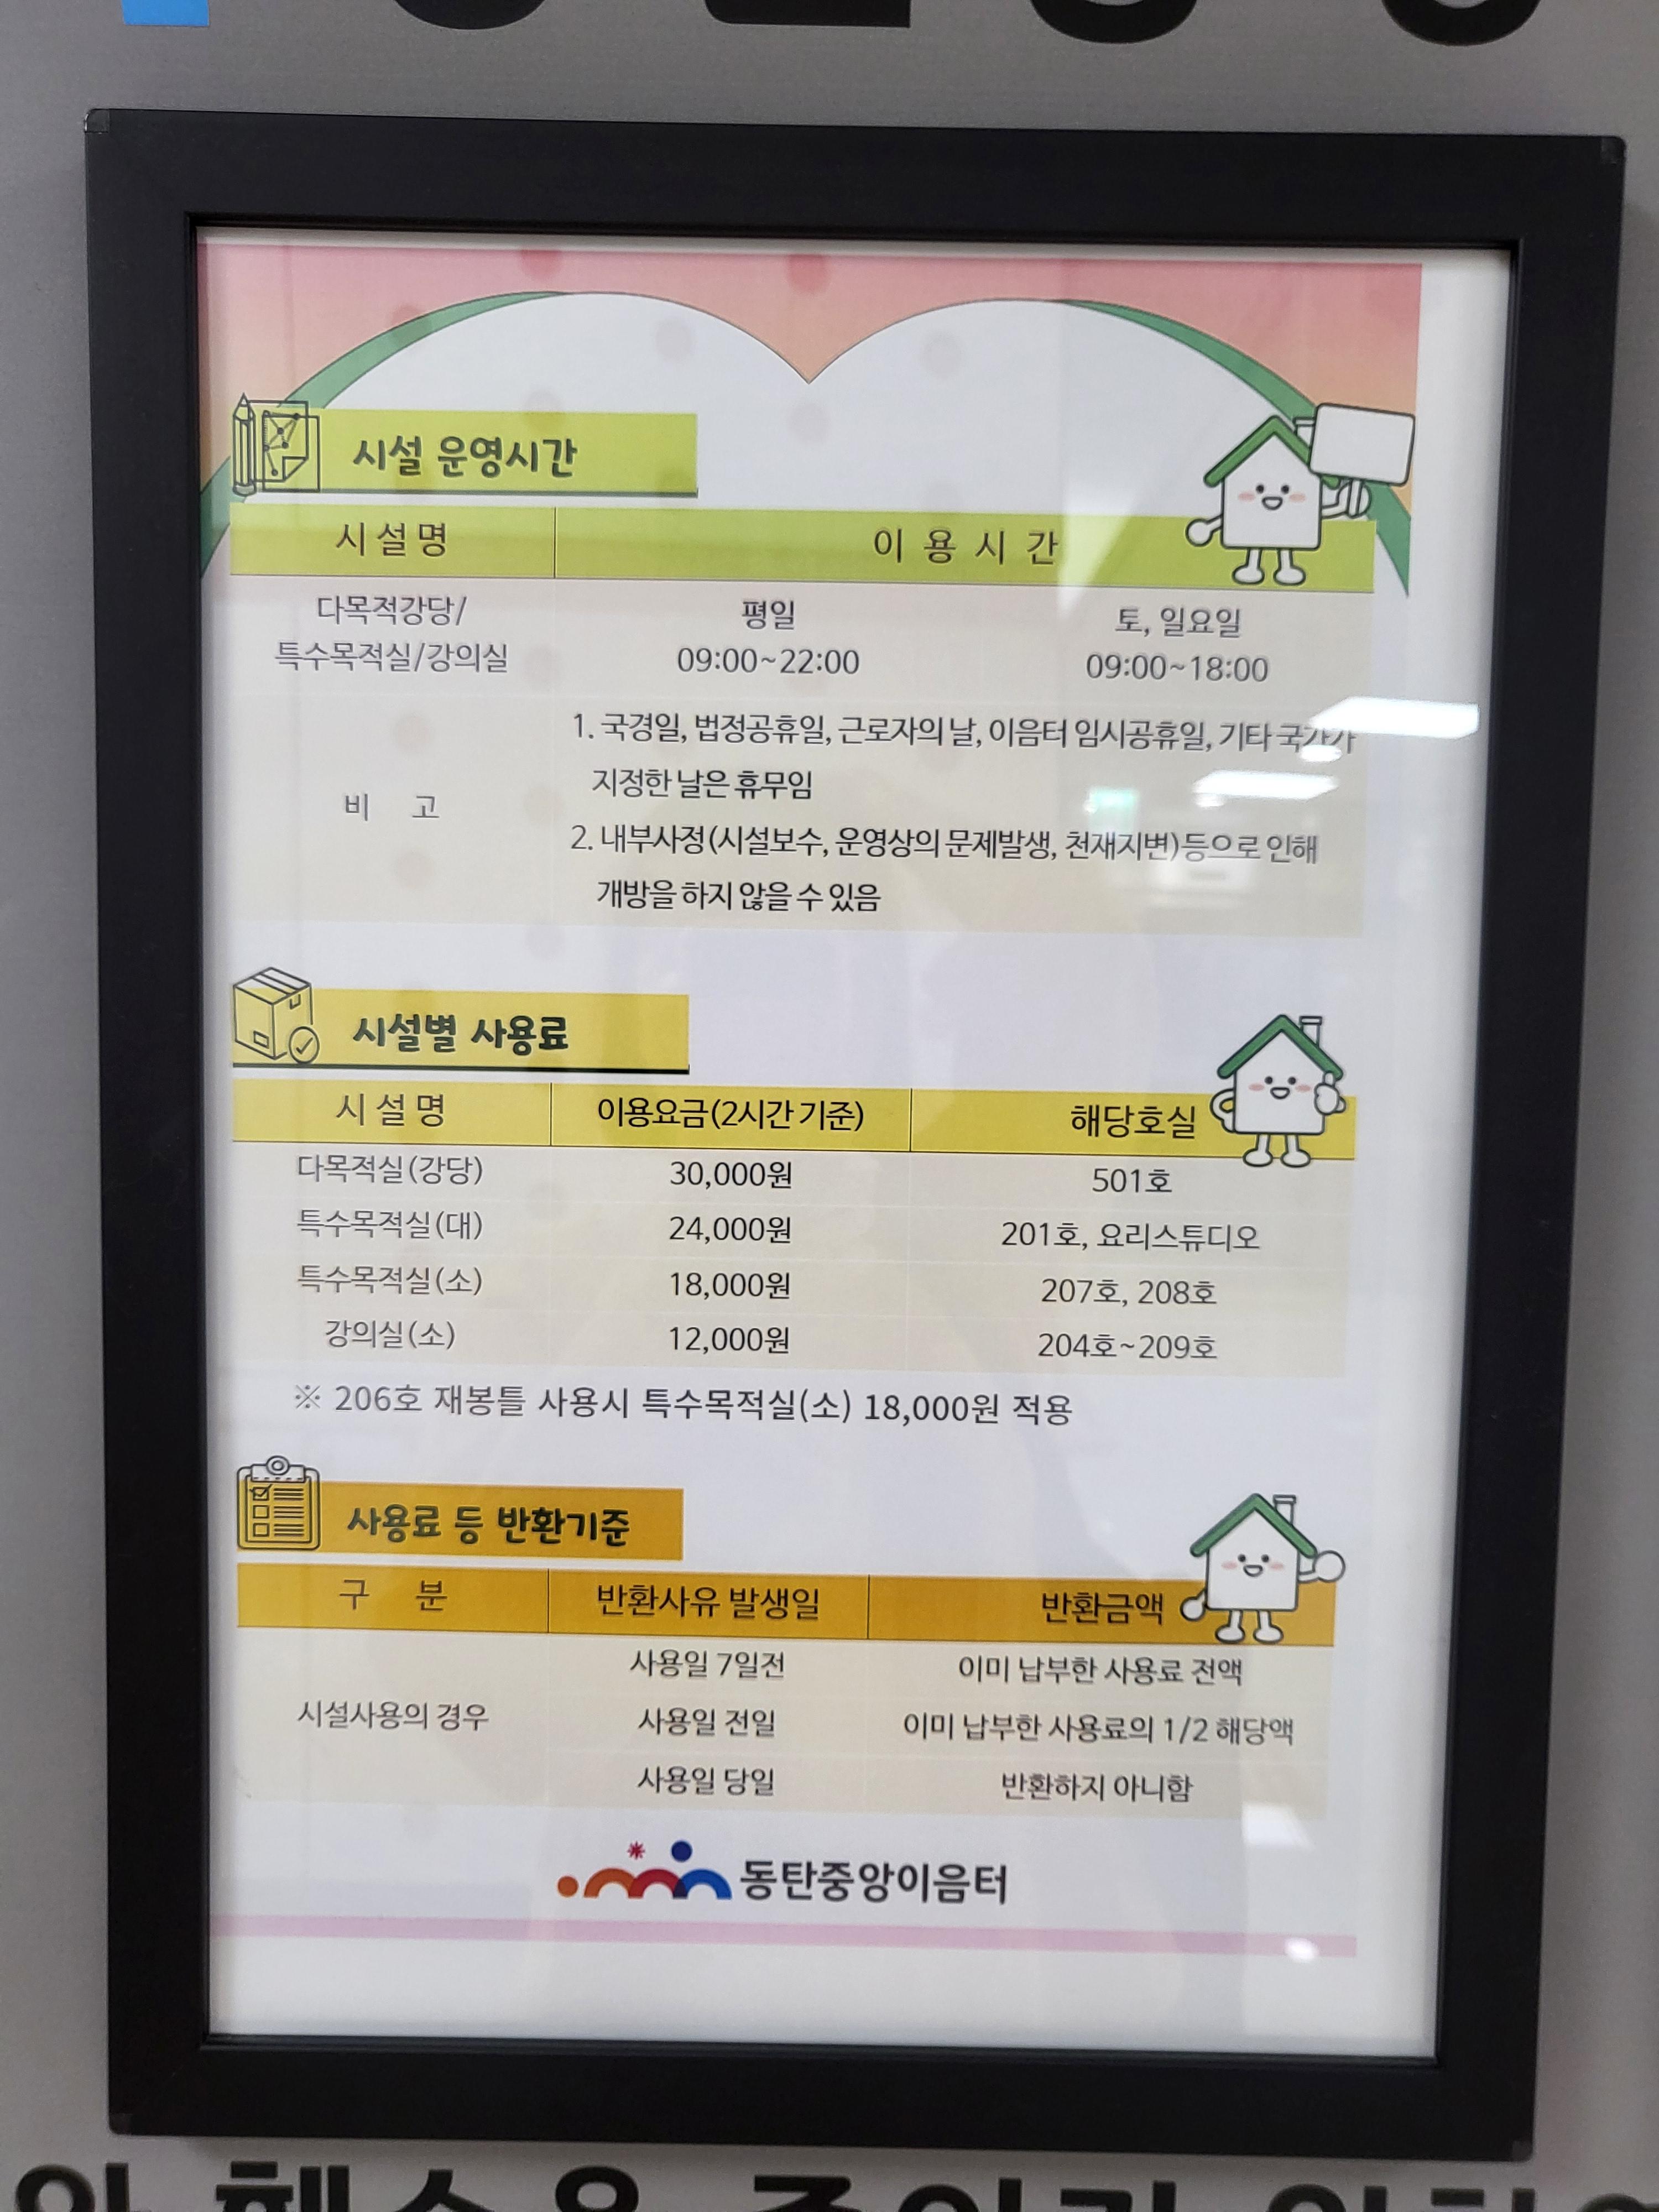 시설 운영시간
시 설 명 이 용 시 간
다목적강당/
특수목적실/강의실
평일
09:00~22:00
토, 일요일
09:00~18:00
비 고
1. 국경일, 법정공휴일, 근로자의 날, 이음터 임시공휴일, 기타 국가가
지정한 날은 휴무임
2. 내부사정(시설보수, 운영상의 문제발생, 천재지변)등으로 인해
개방을 하지 않을 수 있음
시설별 사용료
시 설 명 이용요금(2시간 기준) 해당호실
다목적실(강당) 30,000원 501호
특수목적실(대) 24,000원 201호, 요리스튜디오
특수목적실(소) 18,000원 207호, 208호
강의실(소) 12,000원 204호~209호
※ 206호 재봉틀 사용시 특수목적실(소) 18,000원 적용
사용료 등 반환기준
구 분 반환사유 발생일 반환금액
시설사용의 경우
사용일 7일전 이미 납부한 사용료 전액
사용일 전일 이미 납부한 사용료의 1/2 해당액
사용일 당일 반환하지 아니함
동탄중앙이음터